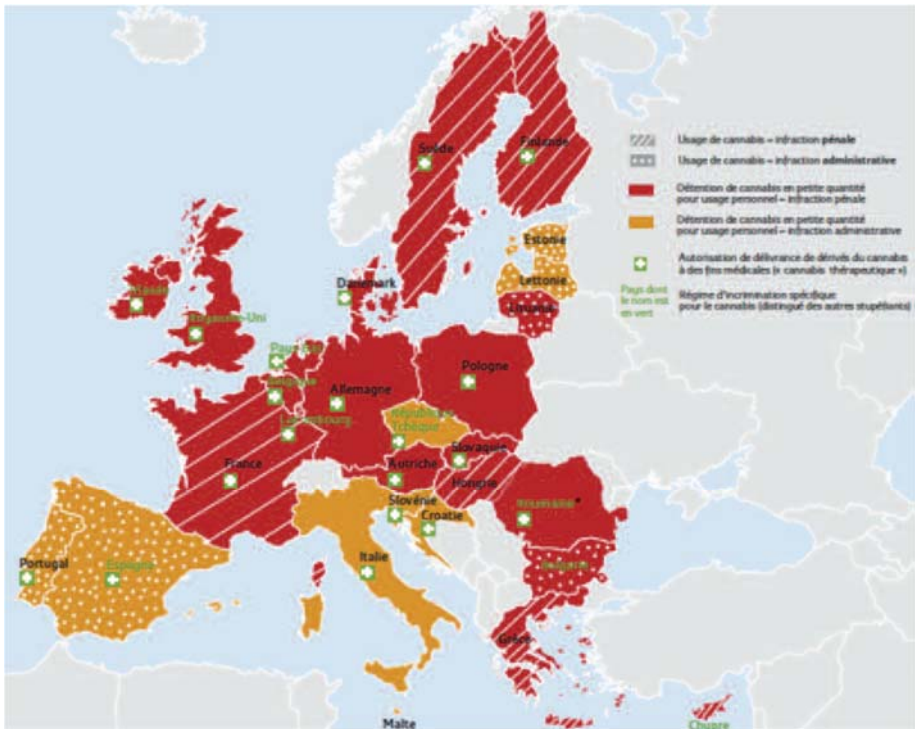 Suède
Finlande
Usage de cannabis – infraction pénale
Usage de cannabis – infraction administrative
Détention de cannabis en petite quantité
pour usage personnel – infraction pénale
Détention de cannabis en petite quantité
pour usage personnel – infraction administrative
Autorisation de délivrance de dérivés du cannabis
à des fins médicales (« cannabis thérapeutique »)
Pays dont
le nom est
en vert
Régime d'incrimination spécifique
pour le cannabis (distingué des autres stupéfiants)
Estonie
Lettonie
Lituanie
Danemark
Irlande
Royaume-Uni
Pays-Bas
Belgique
Allemagne
Pologne
Luxembourg
République
Tchèque
Slovaquie
France
Autriche
Hongrie
Slovénie
Croatie
Roumanie*
Portugal
Espagne
Italie
Bulgarie
Grèce
Malte
Chypre